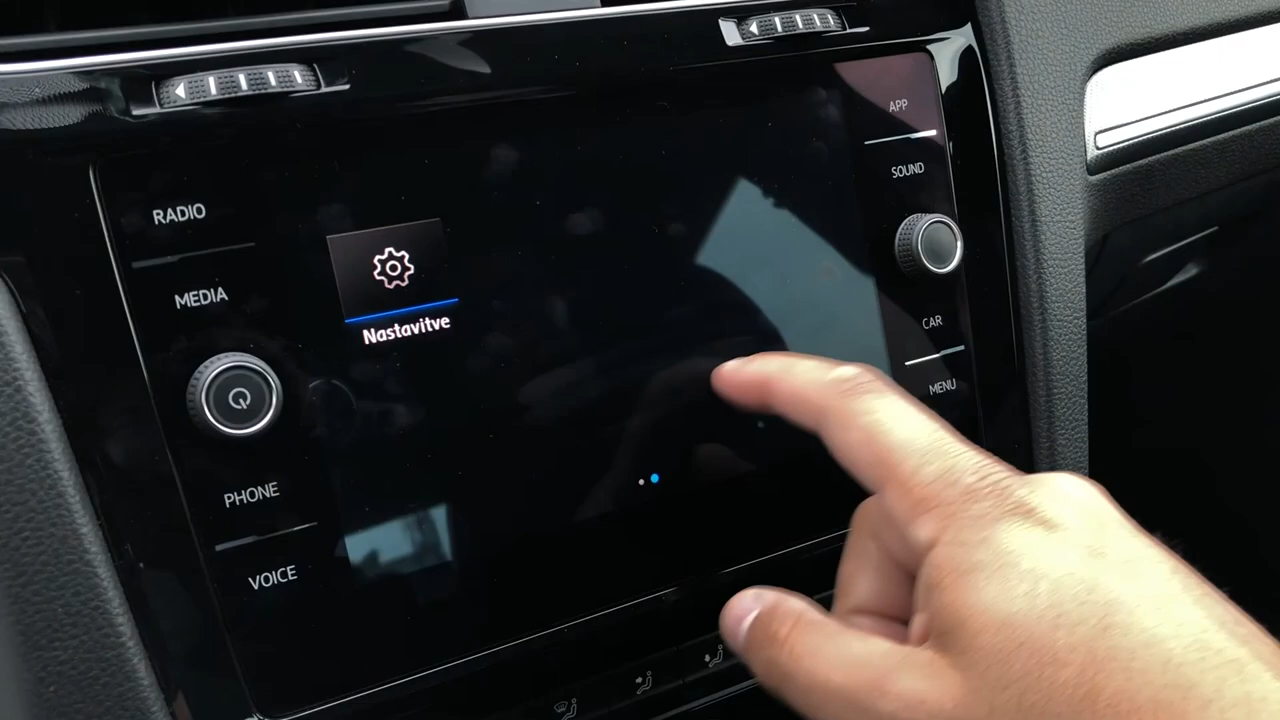 RADIO
MEDIA
PHONE
VOICE
Nastavitve
APP
SOUND
CAR
MENU